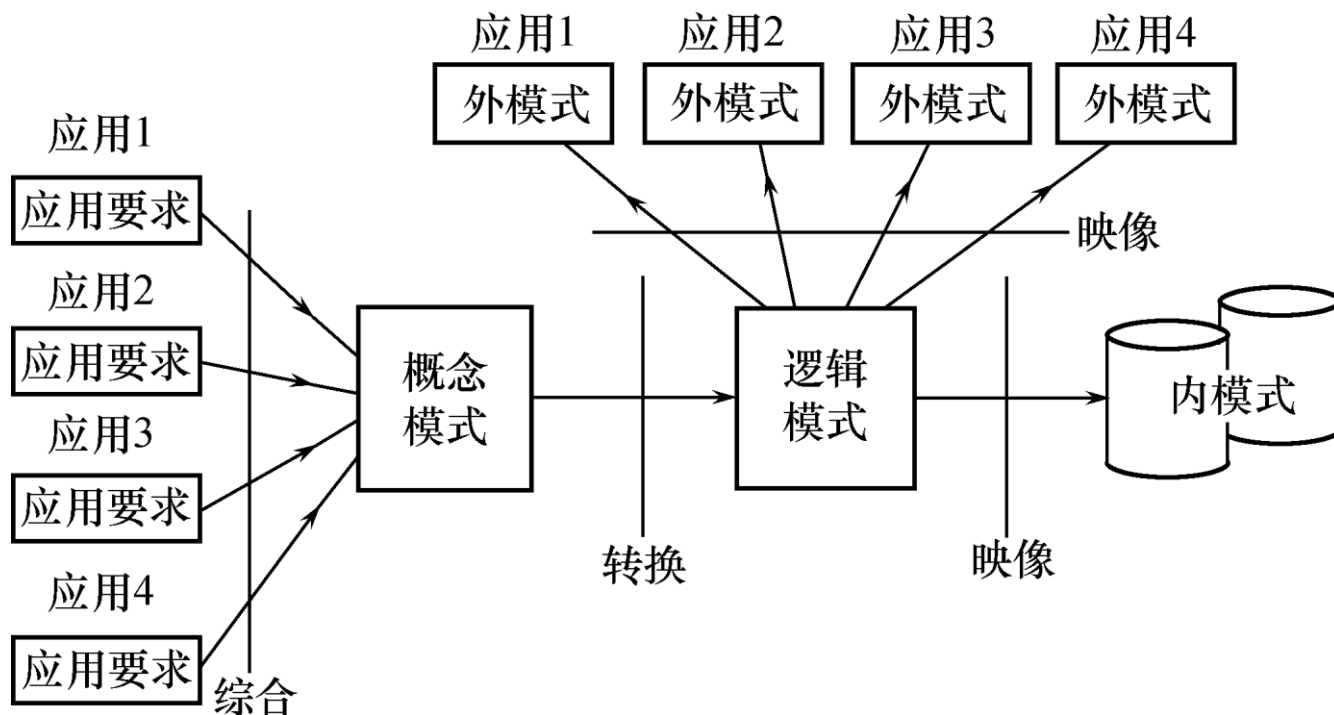 应用1 应用2 应用3 应用4
外模式 外模式 外模式 外模式
应用1
应用要求
映像
应用2
应用要求
概念
模式
逻辑
模式
内模式
应用3
应用要求
转换
映像
应用4
应用要求
综合